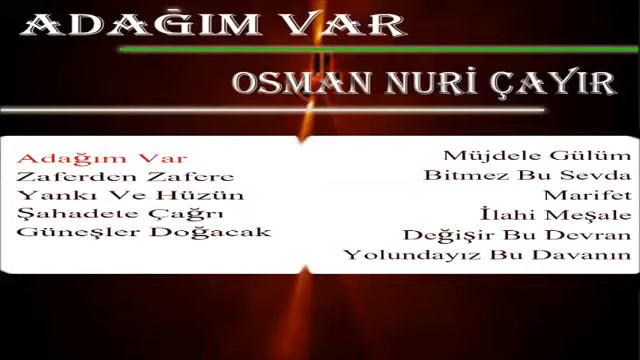 ADAĞIM VAR
OSMAN NURİ ÇAYIR
Adağım Var
Zaferden Zafere
Yankı Ve Hüzün
Şahadete Çağrı
Güneşler Doğacak
Müjdele Gülüm
Bitmez Bu Sevda
Marifet
İlahi Meşale
Değişir Bu Devran
Yolundayız Bu Davanın